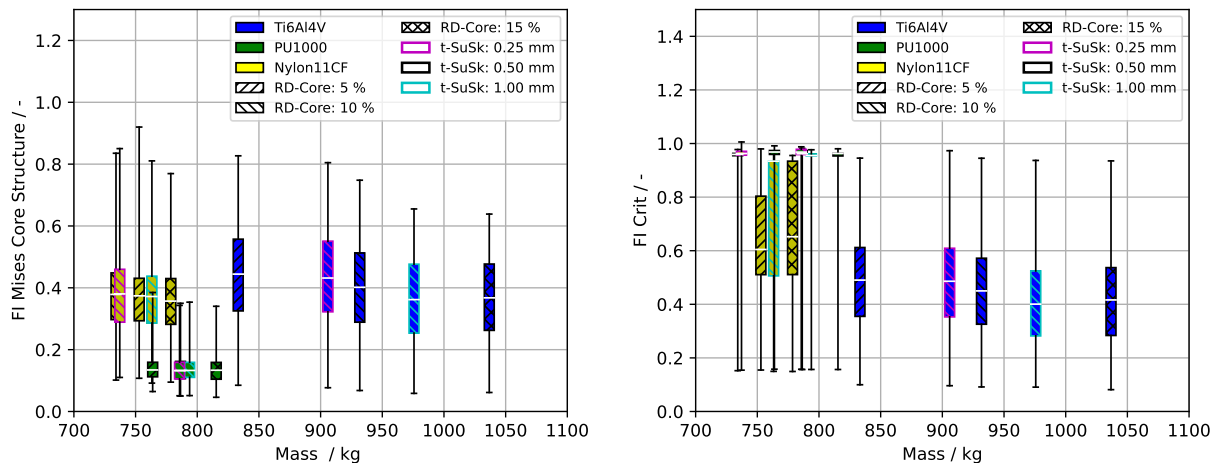 Ti6Al4V
PU1000
Nylon11CF
RD-Core: 5 %
RD-Core: 10 %
RD-Core: 15 %
t-SuSk: 0.25 mm
t-SuSk: 0.50 mm
t-SuSk: 1.00 mm
FI Mises Core Structure / -
1.2
1.0
0.8
0.6
0.4
0.2
0.0
700 750 800 850 900 950 1000 1050 1100
Mass / kg
Ti6Al4V
PU1000
Nylon11CF
RD-Core: 5 %
RD-Core: 10 %
RD-Core: 15 %
t-SuSk: 0.25 mm
t-SuSk: 0.50 mm
t-SuSk: 1.00 mm
FI Crit / -
1.4
1.2
1.0
0.8
0.6
0.4
0.2
0.0
700 750 800 850 900 950 1000 1050 1100
Mass / kg